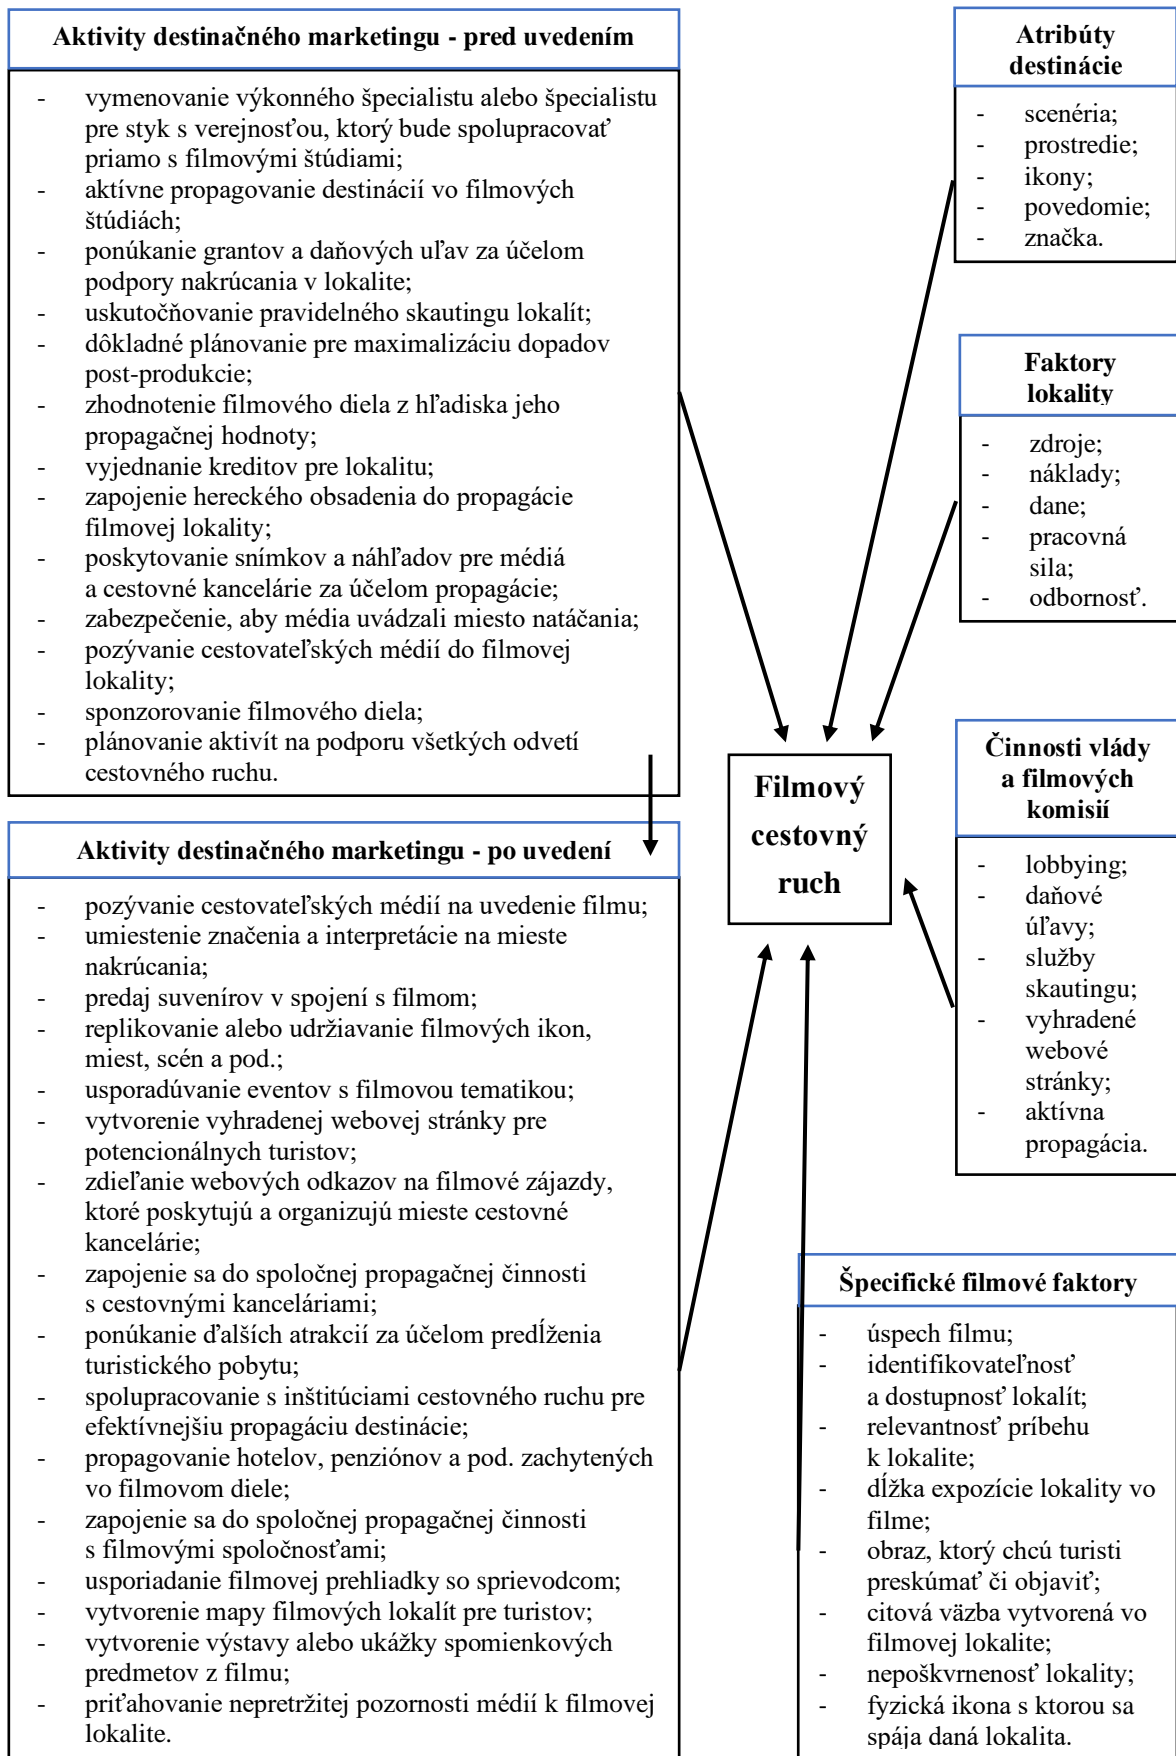 Aktivity destinačného marketingu - pred uvedením
- vymenovanie výkonného špecialistu alebo špecialistu
pre styk s verejnosťou, ktorý bude spolupracovať
priamo s filmovými štúdiami;
- aktívne propagovanie destinácií vo filmových
štúdiách;
- ponúkanie grantov a daňových uľav za účelom
podpory nakrúcania v lokalite;
- uskutočňovanie pravidelného skautingu lokalít;
- dôkladné plánovanie pre maximalizáciu dopadov
post-produkcie;
- zhodnotenie filmového diela z hľadiska jeho
propagačnej hodnoty;
- vyjednanie kreditov pre lokalitu;
- zapojenie hereckého obsadenia do propagácie
filmovej lokality;
- poskytovanie snímkov a náhľadov pre médiá
a cestovné kancelárie za účelom propagácie;
- zabezpečenie, aby média uvádzali miesto natáčania;
- pozývanie cestovateľských médií do filmovej
lokality;
- sponzorovanie filmového diela;
- plánovanie aktivít na podporu všetkých odvetí
cestovného ruchu.
Aktivity destinačného marketingu - po uvedení
- pozývanie cestovateľských médií na uvedenie filmu;
- umiestenie značenia a interpretácie na mieste
nakrúcania;
- predaj suvenírov v spojení s filmom;
- replikovanie alebo udržiavanie filmových ikon,
miest, scén a pod.;
- usporadúvanie eventov s filmovou tematikou;
- vytvorenie vyhradenej webovej stránky pre
potencionálnych turistov;
- zdieľanie webových odkazov na filmové zájazdy,
ktoré poskytujú a organizujú mieste cestovné
kancelárie;
- zapojenie sa do spoločnej propagačnej činnosti
s cestovnými kanceláriami;
- ponúkanie ďalších atrakcií za účelom predĺženia
turistického pobytu;
- spolupracovanie s inštitúciami cestovného ruchu pre
efektívnejšiu propagáciu destinácie;
- propagovanie hotelov, penziónov a pod. zachytených
vo filmovom diele;
- zapojenie sa do spoločnej propagačnej činnosti
s filmovými spoločnosťami;
- usporiadanie filmovej prehliadky so sprievodcom;
- vytvorenie mapy filmových lokalít pre turistov;
- vytvorenie výstavy alebo ukážky spomienkových
predmetov z filmu;
- priťahovanie nepretržitej pozornosti médií k filmovej
lokalite.
Filmový
cestovný
ruch
Atribúty
destinácie
- scenéria;
- prostredie;
- ikony;
- povedomie;
- značka.
Faktory
lokality
- zdroje;
- náklady;
- dane;
- pracovná
sila;
- odbornosť.
Činnosti vlády
a filmových
komisií
- lobbying;
- daňové
úľavy;
- služby
skautingu;
- vyhradené
webové
stránky;
- aktívna
propagácia.
Špecifické filmové faktory
- úspech filmu;
- identifikovateľnosť
a dostupnosť lokalít;
- relevantnosť príbehu
k lokalite;
- dĺžka expozície lokality vo
filme;
- obraz, ktorý chcú turisti
preskúmať či objaviť;
- citová väzba vytvorená vo
filmovej lokalite;
- nepoškvrnenosť lokality;
- fyzická ikona s ktorou sa
spája daná lokalita.